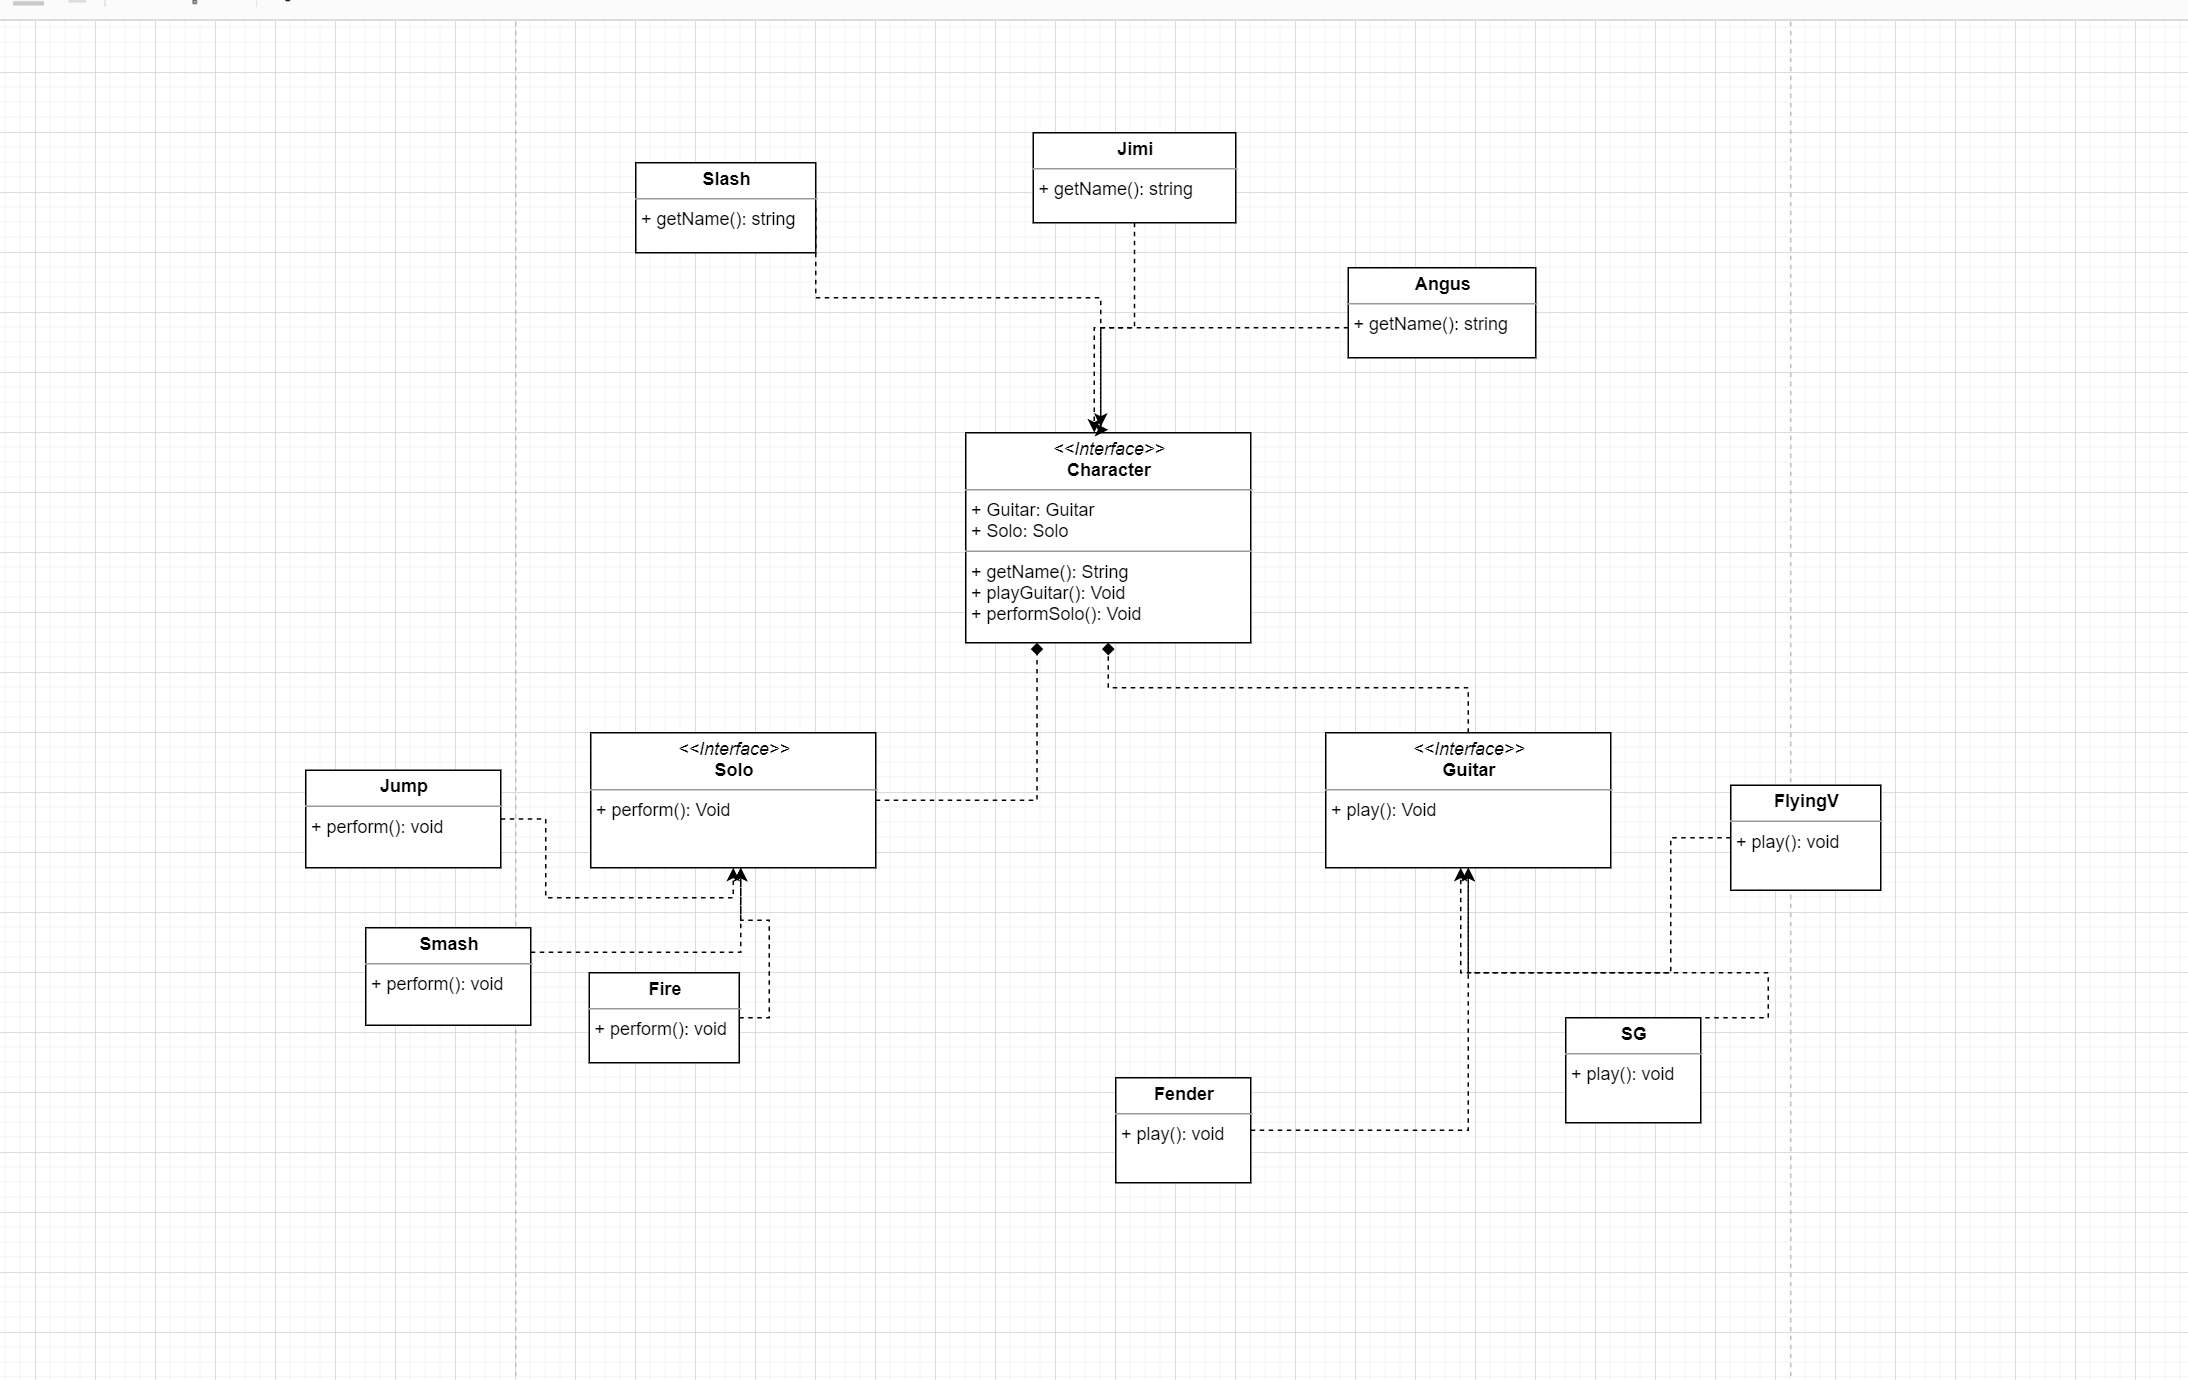 Jimi
+ getName(): string
Slash
+ getName(): string
Angus
+ getName(): string
<<Interface>>
Character
+ Guitar: Guitar
+ Solo: Solo
+ getName(): String
+ playGuitar(): Void
+ performSolo(): Void
<<Interface>>
Solo
+ perform(): Void
<<Interface>>
Guitar
+ play(): Void
Jump
+ perform(): void
FlyingV
+ play(): void
Smash
+ perform(): void
Fire
+ perform(): void
SG
+ play(): void
Fender
+ play(): void